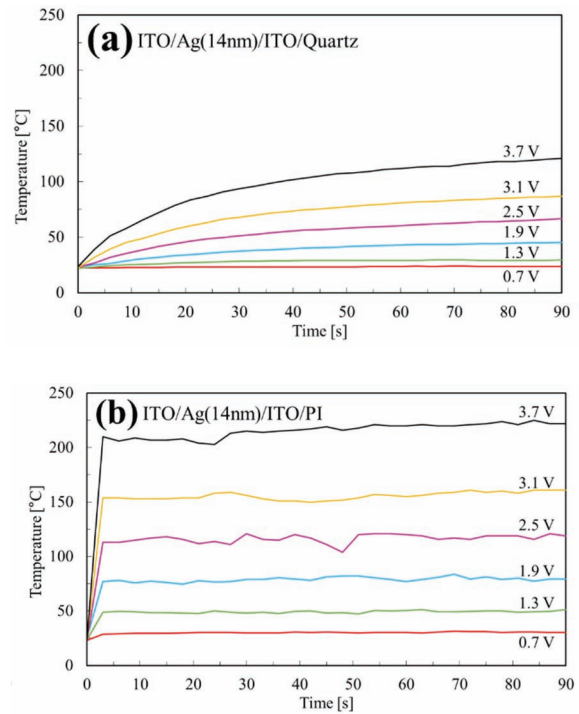 (a) ITO/Ag(14nm)/ITO/Quartz
Temperature [°C]
250
200
150
100
50
0
3.7 V
3.1 V
2.5 V
1.9 V
1.3 V
0.7 V
0 10 20 30 40 50 60 70 80 90
Time [s]
(b) ITO/Ag(14nm)/ITO/PI
Temperature [°C]
250
200
150
100
50
0
3.7 V
3.1 V
2.5 V
1.9 V
1.3 V
0.7 V
0 10 20 30 40 50 60 70 80 90
Time [s]